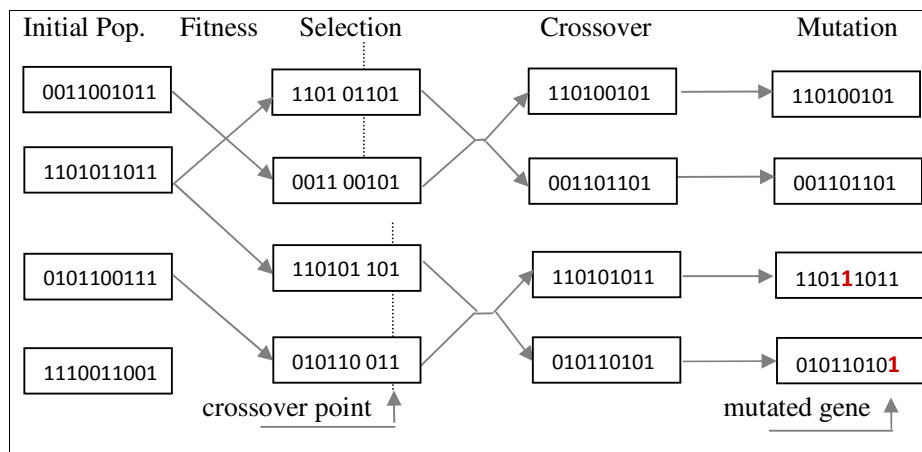 Initial Pop. Fitness Selection Crossover Mutation
0011001011 1101 01101 110100101 110100101
1101011011 0011 00101 001101101 001101101
0101100111 110101 101 110101011 110111011
1110011001 010110 011 010110101 010110101
crossover point mutated gene